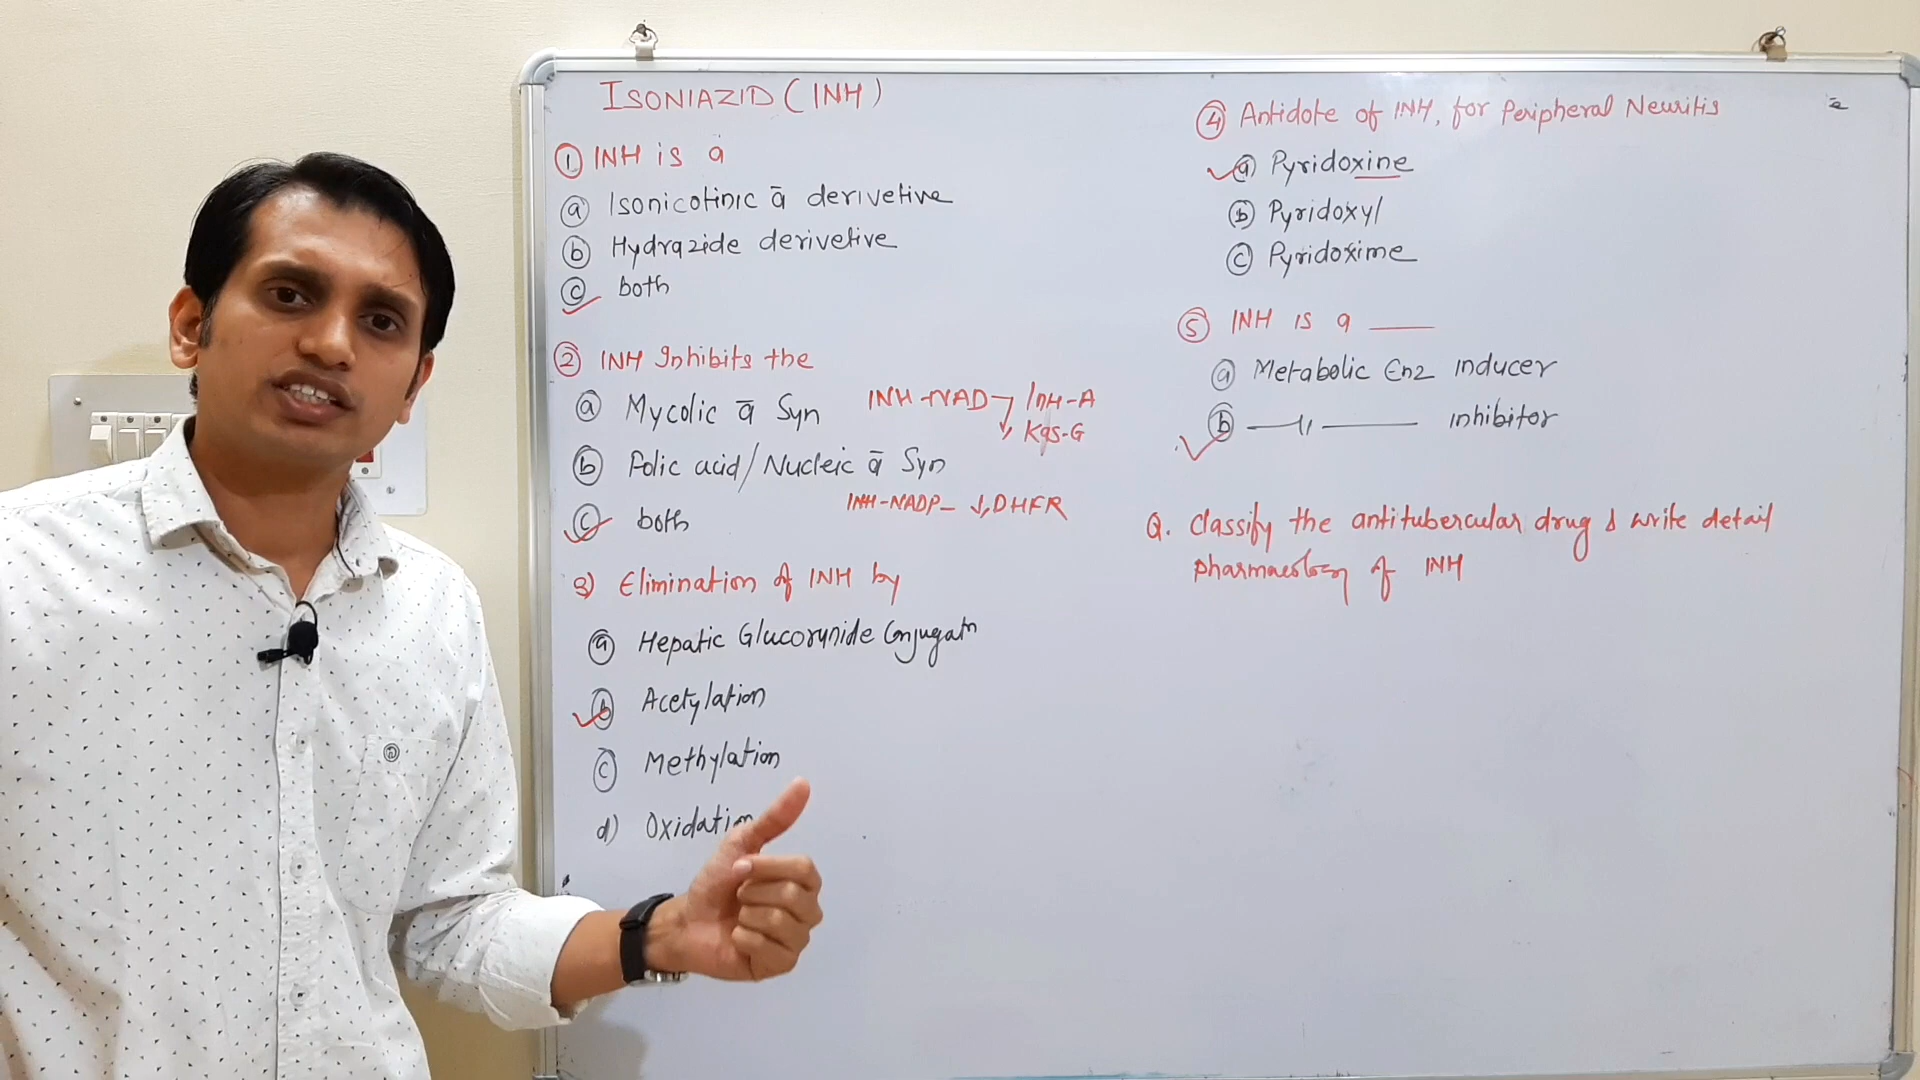 ISONIAZID (INH)
① INH is a
ⓐ Isonicotinic ā derivetive
ⓑ Hydrazide derivetive
ⓒ both
② INH Inhibits the
ⓐ Mycolic ā Syn
INH-NAD → InH-A
↓ KqS-G
ⓑ Folic acid/Nucleic ā Syn
INH-NADP- ↓, DHFR
ⓒ both
3) Elimination of INH by
ⓐ Hepatic Glucorunide Conjugatn
ⓑ Acetylation
ⓒ Methylation
d) Oxidation
④ Antidote of INH, for Peripheral Neuritis
ⓐ Pyridoxine
ⓑ Pyridoxyl
ⓒ Pyridoxime
⑤ INH is a ____
ⓐ Metabolic Enz inducer
ⓑ —〃— inhibitor
Q. Classify the antitubercular drug & write detail
pharmacology of INH